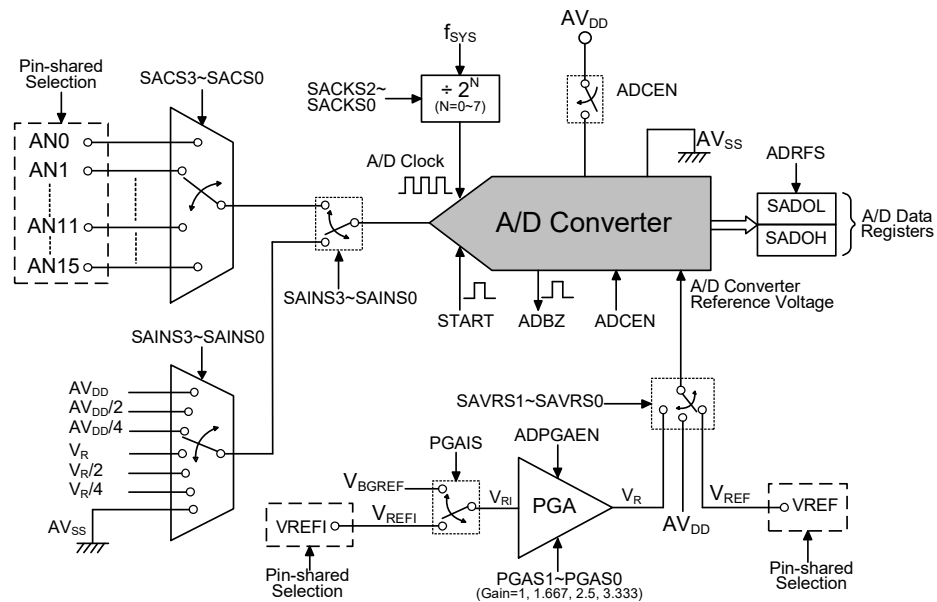 Pin-shared
Selection
SACS3~SACS0
AN0
AN1
AN11
AN15
fSYS
SACKS2~
SACKS0
÷ 2^N
(N=0~7)
A/D Clock
AVDD
ADCEN
AVSS
A/D Converter
ADRFS
SADOL
SADOH
A/D Data
Registers
SAINS3~SAINS0
START
ADBZ
ADCEN
A/D Converter
Reference Voltage
SAINS3~SAINS0
AVDD
AVDD/2
AVDD/4
VR
VR/2
VR/4
AVSS
SAVRS1~SAVRS0
PGAIS
ADPGAEN
VBGREF
VREFI
VREFI
VRI
PGA
VR
AVDD
VREF
VREF
Pin-shared
Selection
PGAS1~PGAS0
(Gain=1, 1.667, 2.5, 3.333)
Pin-shared
Selection